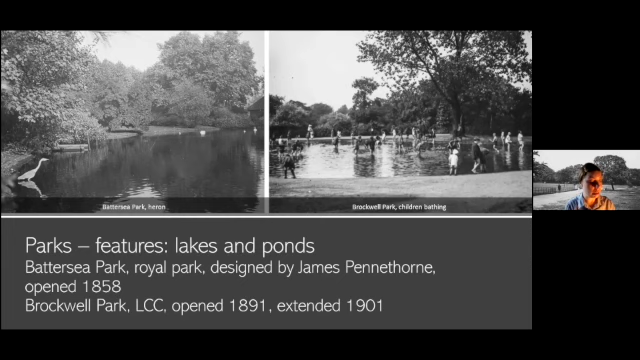 Battersea Park, heron
Brockwell Park, children bathing
Parks – features: lakes and ponds
Battersea Park, royal park, designed by James Pennethorne,
opened 1858
Brockwell Park, LCC, opened 1891, extended 1901